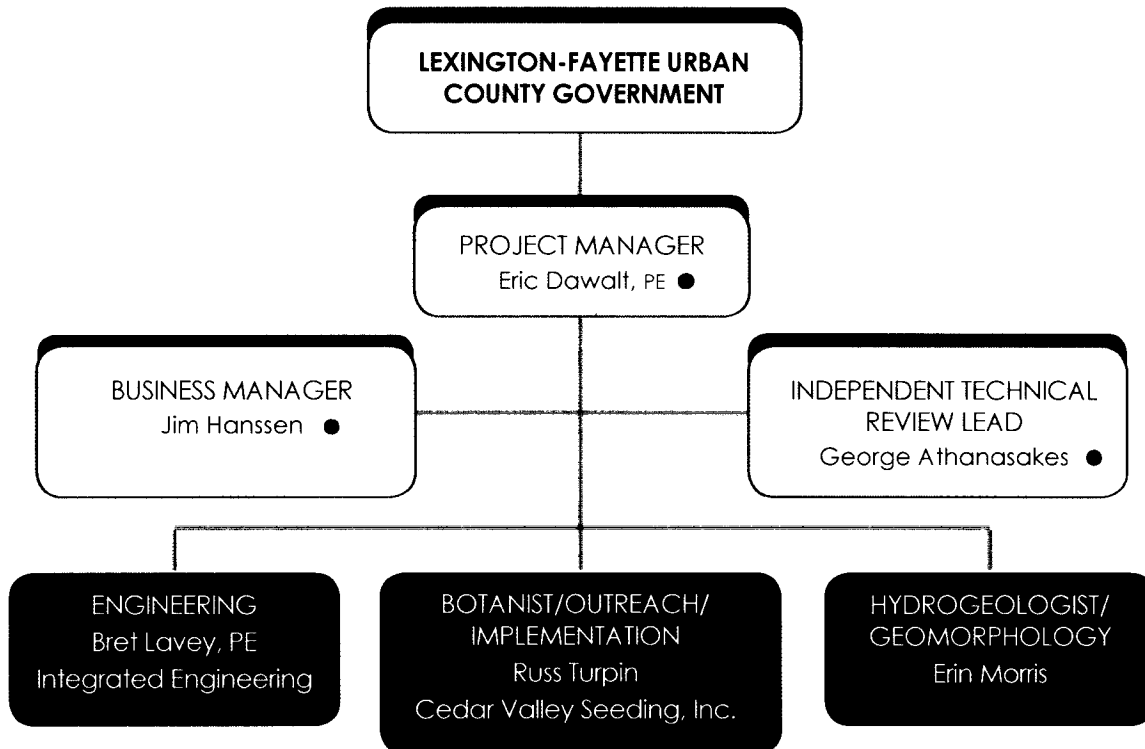 LEXINGTON-FAYETTE URBAN
COUNTY GOVERNMENT
PROJECT MANAGER
Eric Dawalt, PE ●
BUSINESS MANAGER
Jim Hanssen ●
INDEPENDENT TECHNICAL
REVIEW LEAD
George Athanasakes ●
ENGINEERING
Bret Lavey, PE
Integrated Engineering
BOTANIST/OUTREACH/
IMPLEMENTATION
Russ Turpin
Cedar Valley Seeding, Inc.
HYDROGEOLOGIST/
GEOMORPHOLOGY
Erin Morris